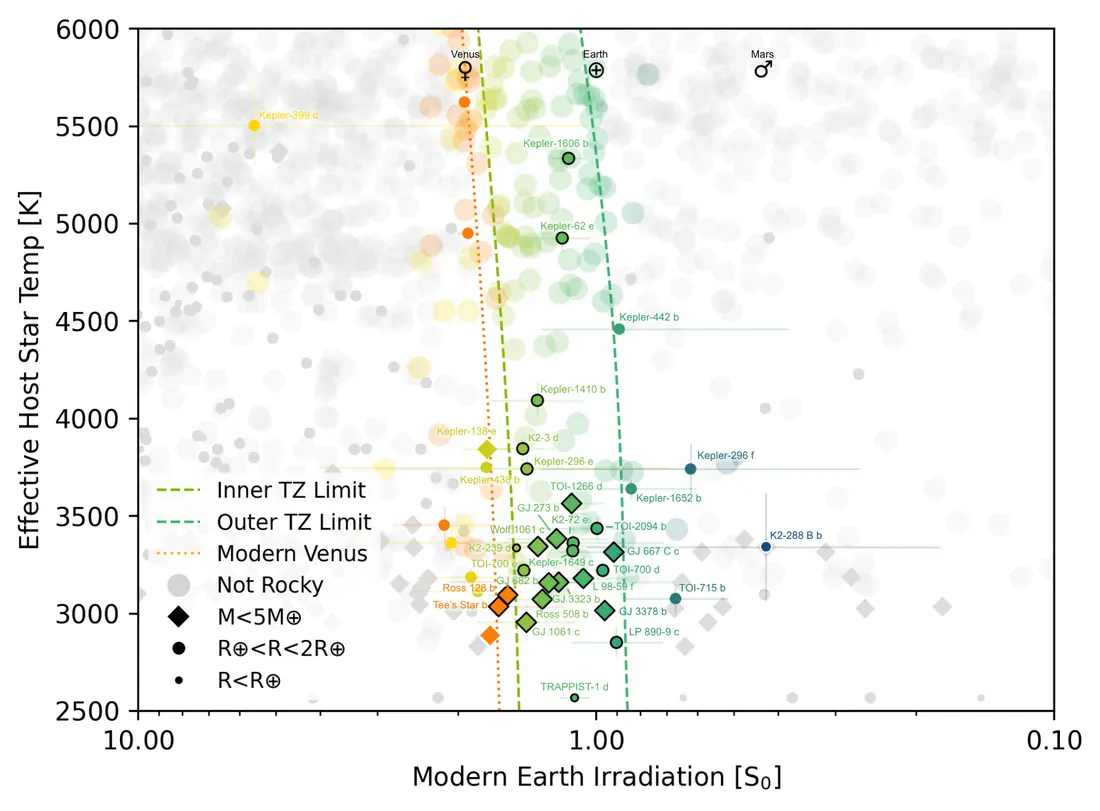 6000
5500
5000
4500
4000
3500
3000
2500
Effective Host Star Temp [K]
Venus
Earth
Mars
♀
⊕
♂
Kepler-399 d
Kepler-1606 b
Kepler-62 e
Kepler-442 b
Kepler-1410 b
Kepler-138 e
K2-3 d
Kepler-296 e
Kepler-296 f
Kepler-438 b
TOI-1266 d
Kepler-1652 b
GJ 273 b
K2-72 e
TOI-2094 b
Wolf 1061 c
K2-288 B b
K2-239 d
GJ 667 C c
Kepler-1649 c
TOI-700 e
TOI-700 d
GJ 682 b
Ross 128 b
L 98-59 f
TOI-715 b
GJ 3323 b
Tee's Star b
GJ 3378 b
Ross 508 b
GJ 1061 c
LP 890-9 c
TRAPPIST-1 d
Inner TZ Limit
Outer TZ Limit
Modern Venus
Not Rocky
M<5M⊕
R⊕<R<2R⊕
R<R⊕
10.00
1.00
0.10
Modern Earth Irradiation [S₀]